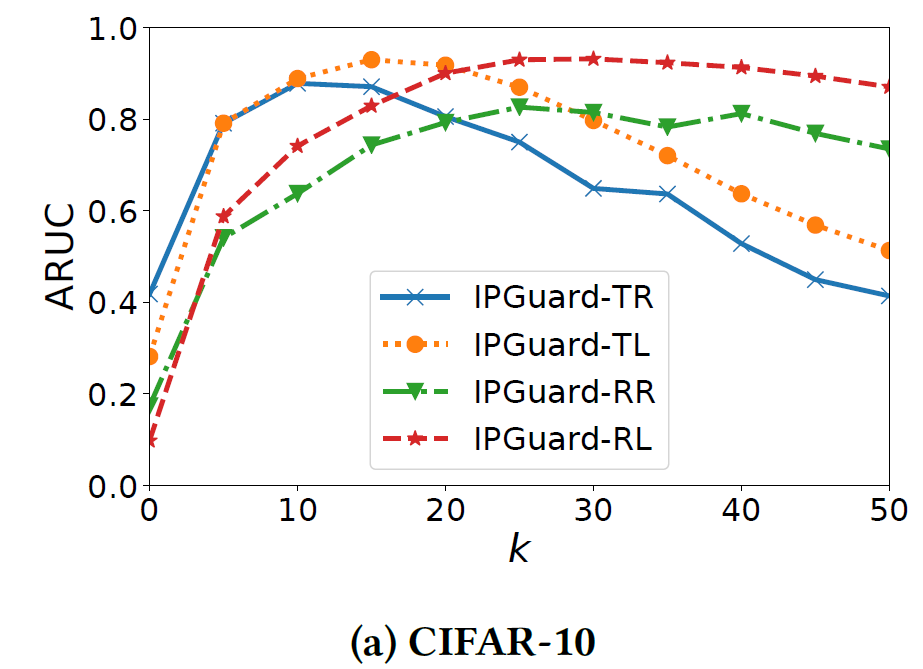 1.0
0.8
0.6
0.4
0.2
0.0
ARUC
IPGuard-TR
IPGuard-TL
IPGuard-RR
IPGuard-RL
0 10 20 30 40 50
k
(a) CIFAR-10